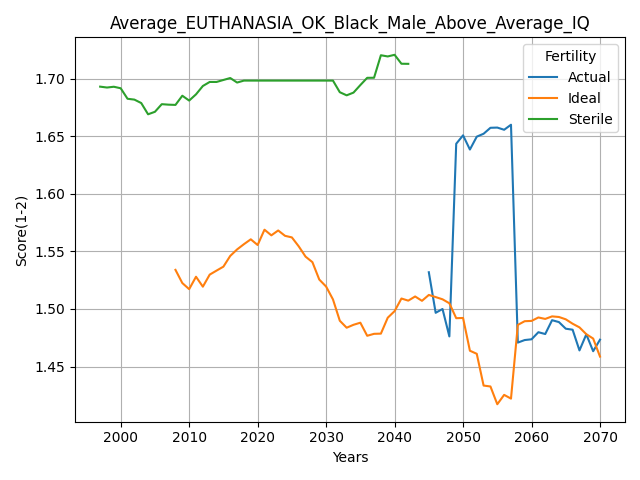 Average_EUTHANASIA_OK_Black_Male_Above_Average_IQ
Fertility
Actual
Ideal
Sterile
Score(1-2)
1.70
1.65
1.60
1.55
1.50
1.45
2000 2010 2020 2030 2040 2050 2060 2070
Years